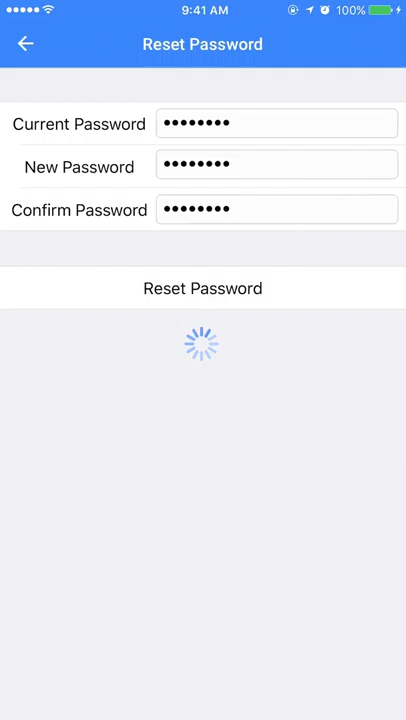 9:41 AM 100%
Reset Password
Current Password ••••••••
New Password ••••••••
Confirm Password ••••••••
Reset Password